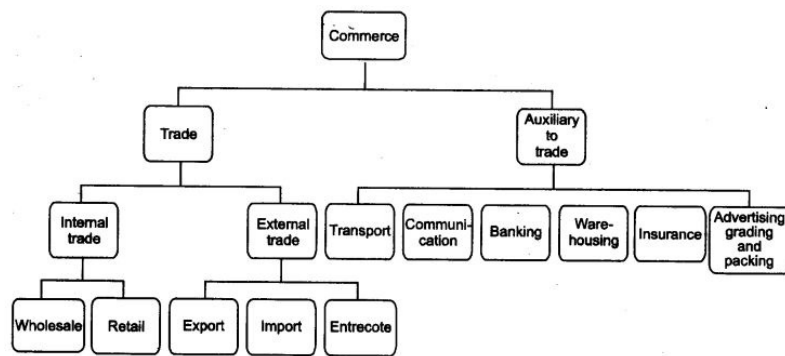 Commerce
Trade
Auxiliary
to
trade
Internal
trade
External
trade
Transport
Communi-
cation
Banking
Ware-
housing
Insurance
Advertising
grading
and
packing
Wholesale
Retail
Export
Import
Entrecote